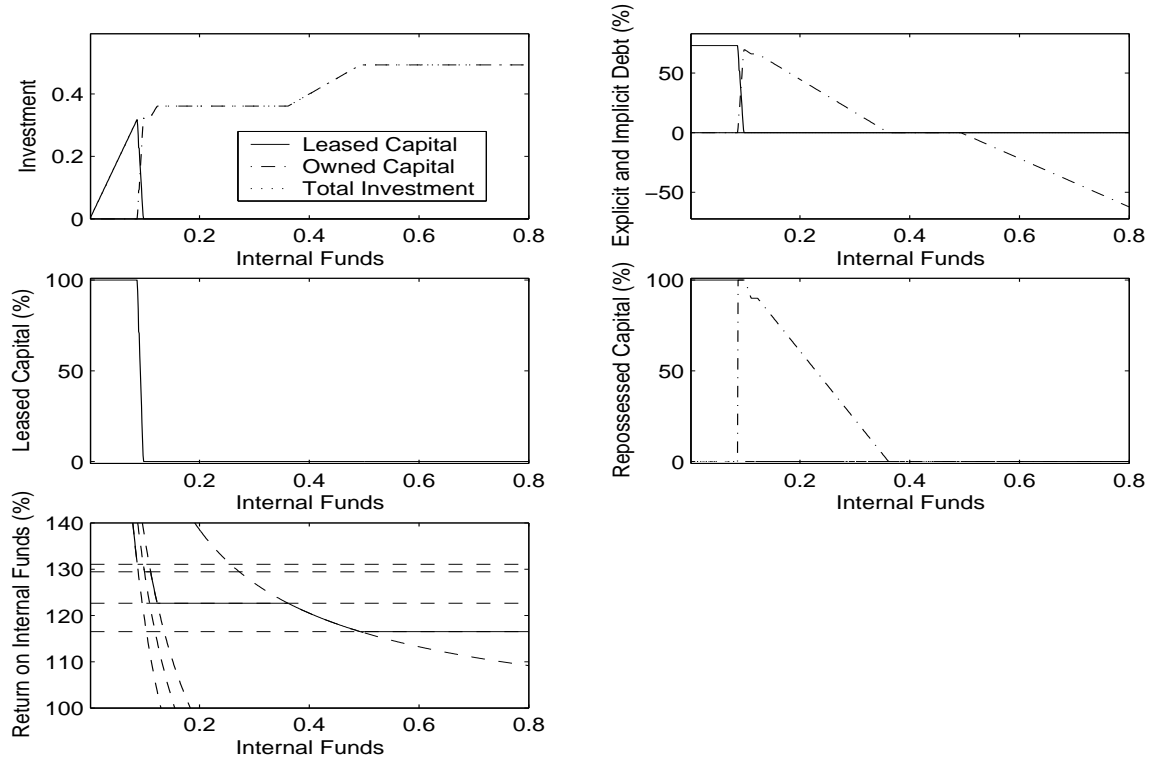 Investment
0.4
0.2
0
Leased Capital
Owned Capital
Total Investment
0.2 0.4 0.6 0.8
Internal Funds
Explicit and Implicit Debt (%)
50
0
−50
0.2 0.4 0.6 0.8
Internal Funds
Leased Capital (%)
100
50
0
0.2 0.4 0.6 0.8
Internal Funds
Repossessed Capital (%)
100
50
0
0.2 0.4 0.6 0.8
Internal Funds
Return on Internal Funds (%)
140
130
120
110
100
0.2 0.4 0.6 0.8
Internal Funds